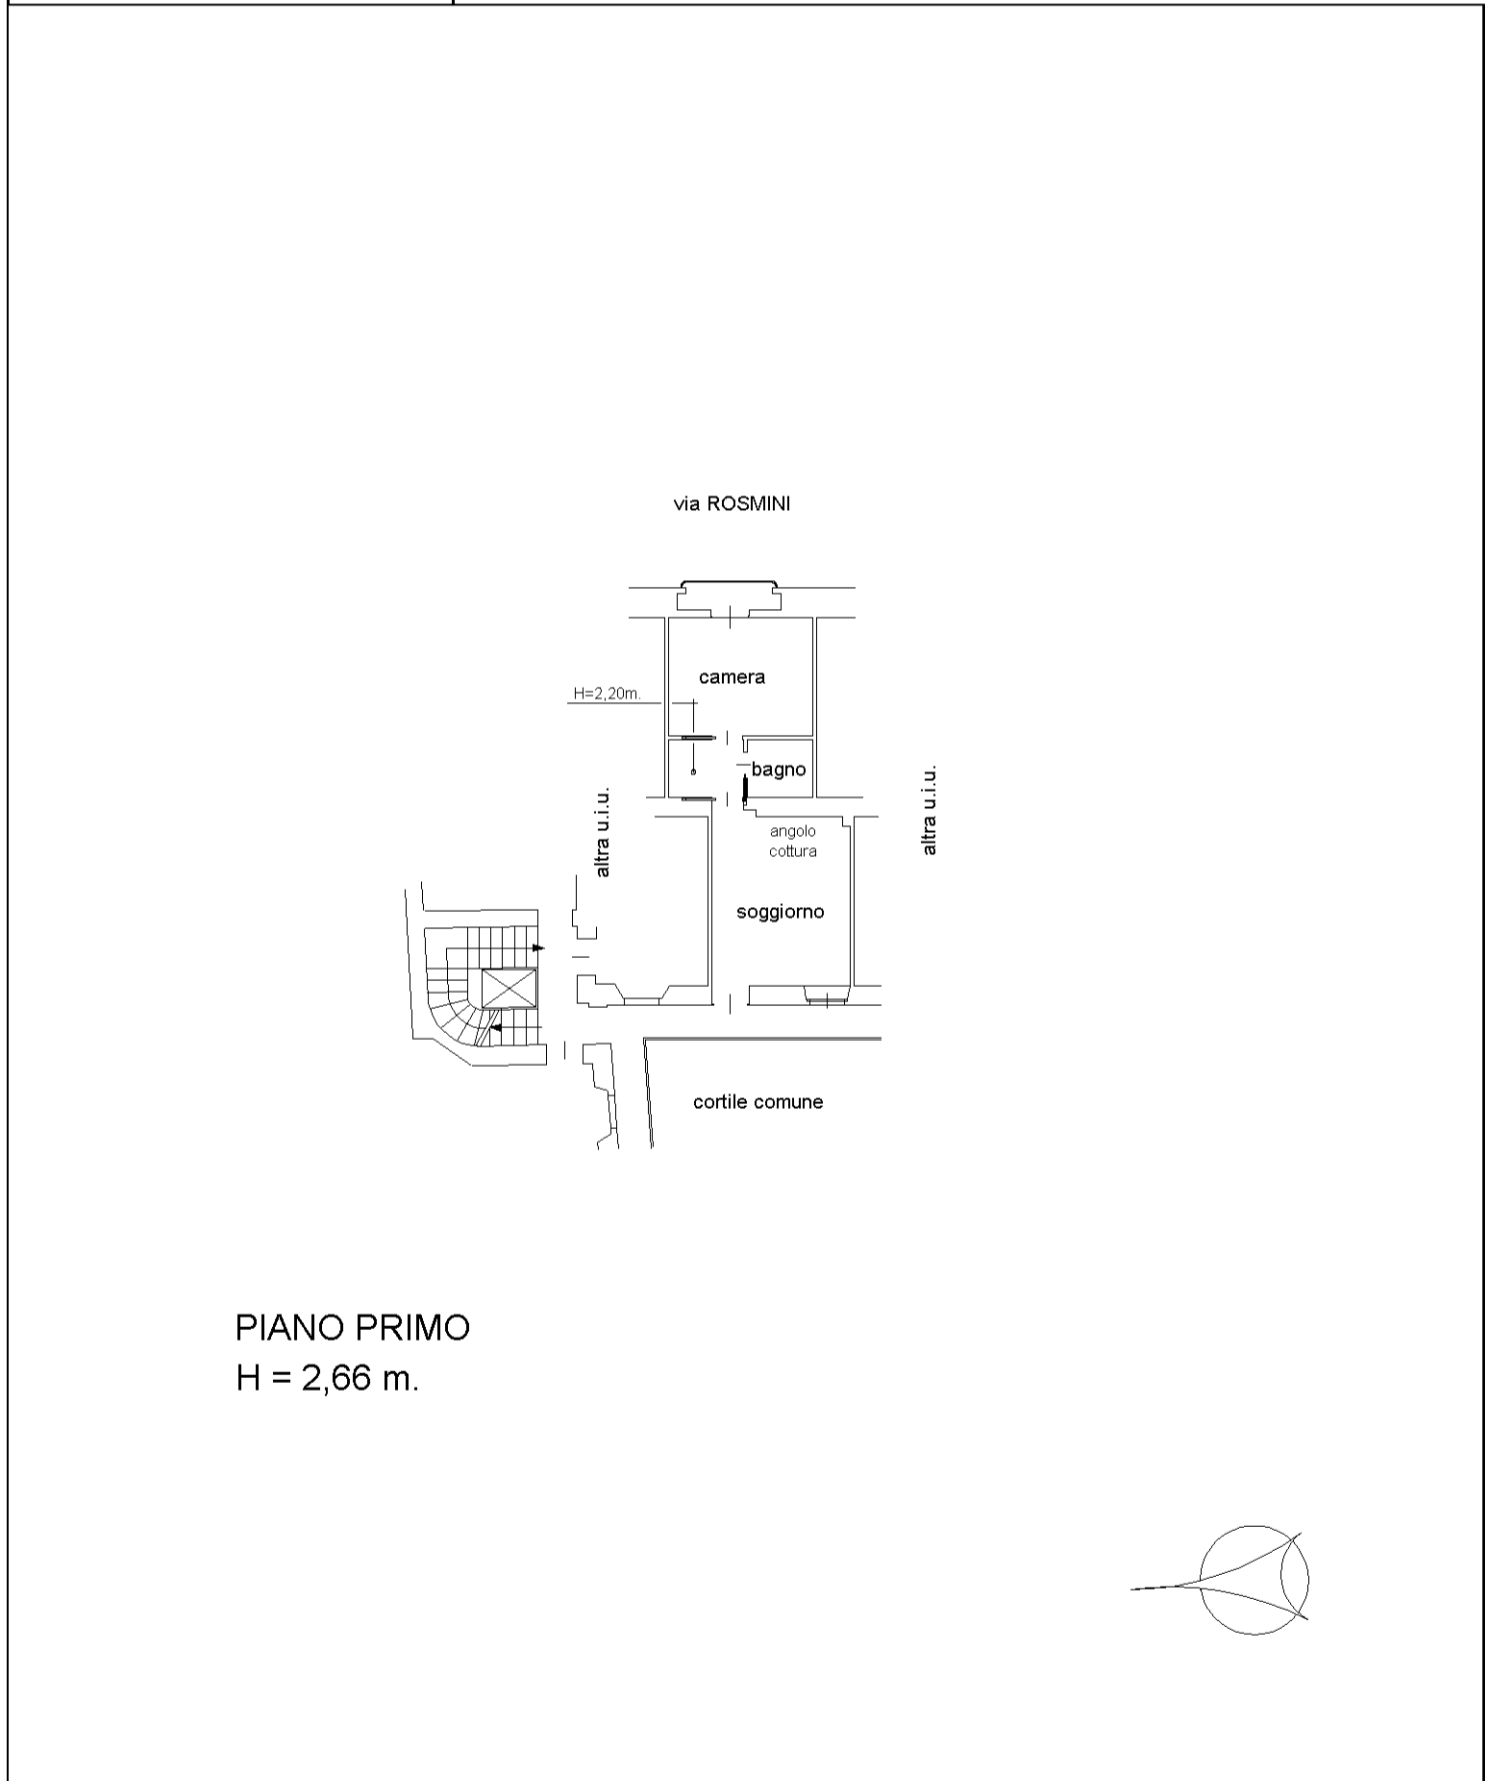 via ROSMINI
camera
H=2,20m.
bagno
altra u.i.u.
altra u.i.u.
angolo
cottura
soggiorno
cortile comune
PIANO PRIMO
H = 2,66 m.